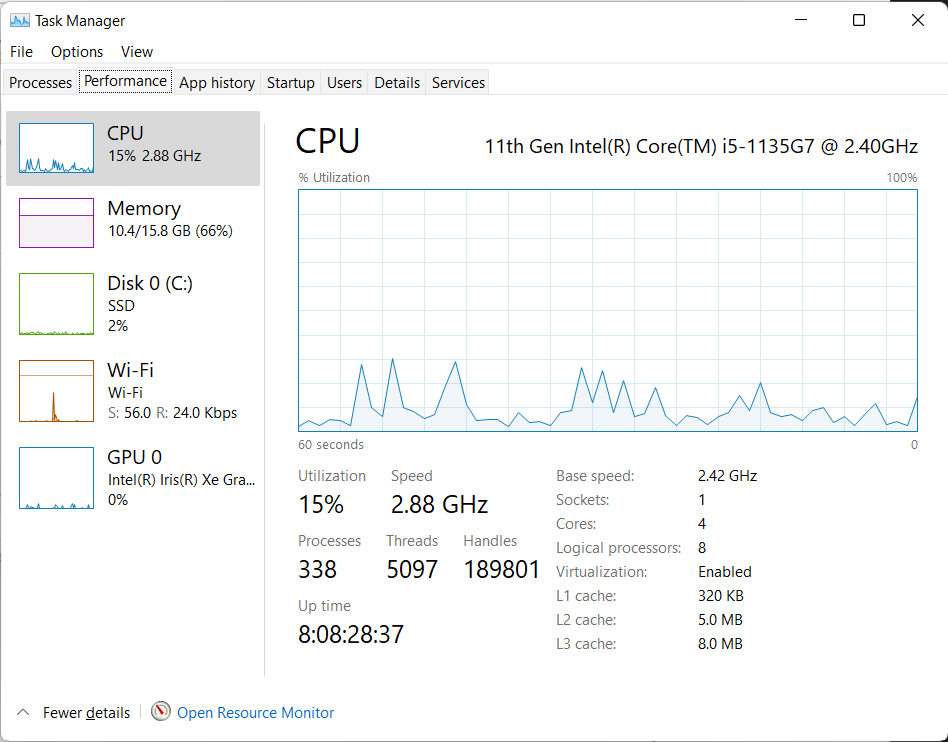 Task Manager
File Options View
Processes Performance App history Startup Users Details Services
CPU
15% 2.88 GHz
Memory
10.4/15.8 GB (66%)
Disk 0 (C:)
SSD
2%
Wi-Fi
Wi-Fi
S: 56.0 R: 24.0 Kbps
GPU 0
Intel(R) Iris(R) Xe Gra...
0%
CPU 11th Gen Intel(R) Core(TM) i5-1135G7 @ 2.40GHz
% Utilization 100%
60 seconds 0
Utilization Speed
15% 2.88 GHz
Processes Threads Handles
338 5097 189801
Up time
8:08:28:37
Base speed: 2.42 GHz
Sockets: 1
Cores: 4
Logical processors: 8
Virtualization: Enabled
L1 cache: 320 KB
L2 cache: 5.0 MB
L3 cache: 8.0 MB
Fewer details Open Resource Monitor